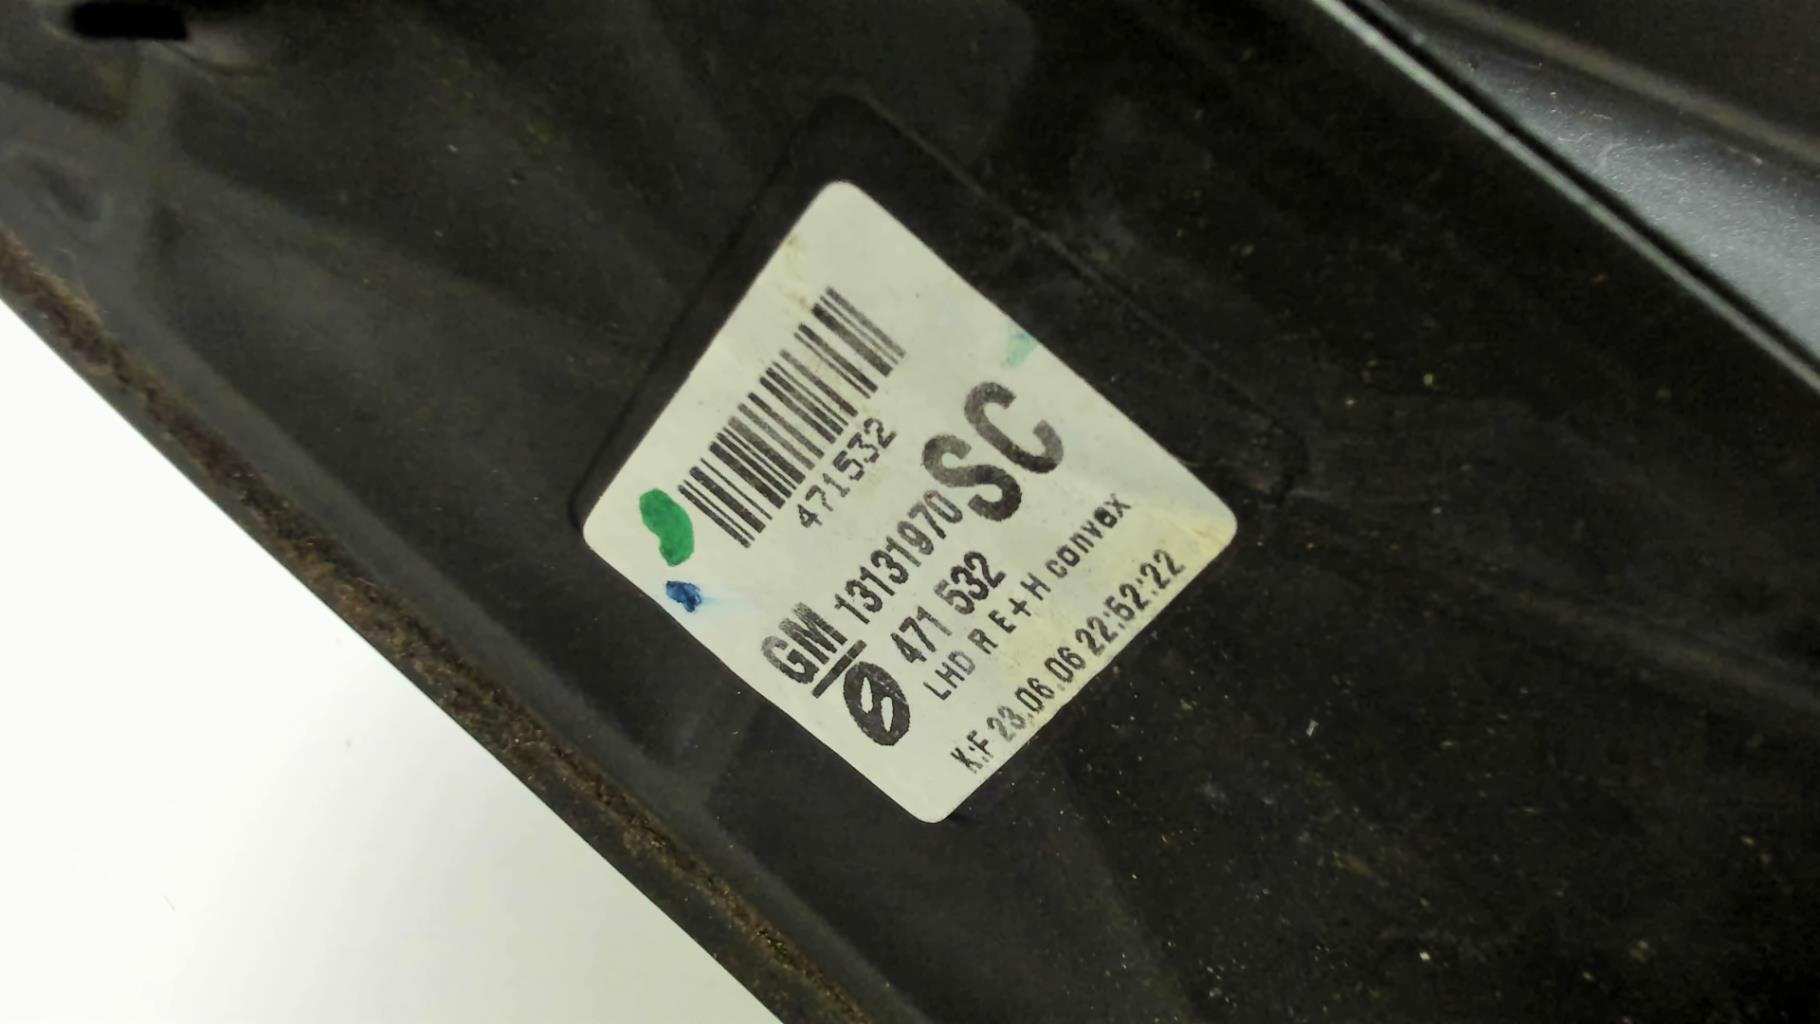 471532
GM 13131970 SC
471 532
LHD R E+H convex
K:F 23.06.06 22:52:22